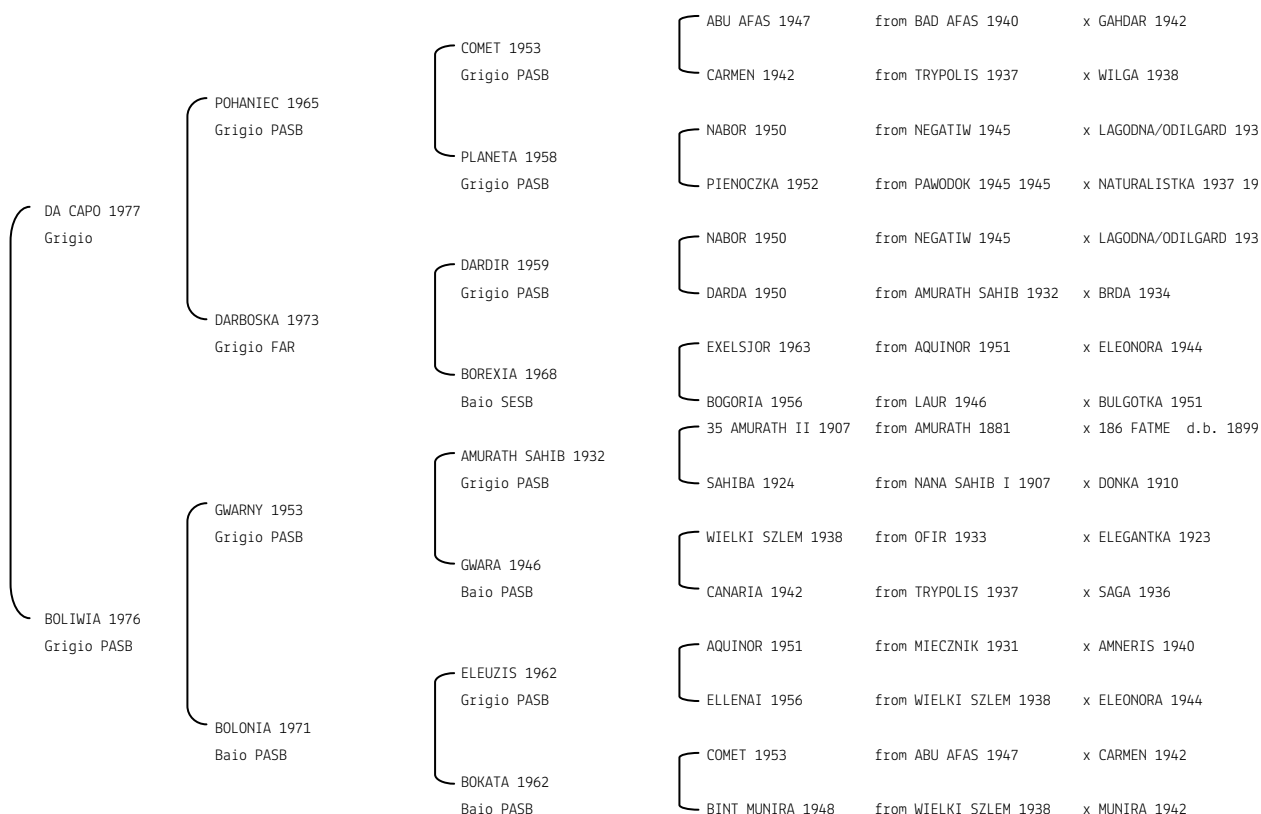 ABU AFAS 1947 from BAD AFAS 1940 x GAHDAR 1942
COMET 1953
Grigio PASB
CARMEN 1942 from TRYPOLIS 1937 x WILGA 1938
POHANIEC 1965
Grigio PASB
NABOR 1950 from NEGATIW 1945 x LAGODNA/ODILGARD 193
PLANETA 1958
Grigio PASB
PIENOCZKA 1952 from PAWODOK 1945 1945 x NATURALISTKA 1937 19
DA CAPO 1977
Grigio
NABOR 1950 from NEGATIW 1945 x LAGODNA/ODILGARD 193
DARDIR 1959
Grigio PASB
DARDA 1950 from AMURATH SAHIB 1932 x BRDA 1934
DARBOSKA 1973
Grigio FAR
EXELSJOR 1963 from AQUINOR 1951 x ELEONORA 1944
BOREXIA 1968
Baio SESB
BOGORIA 1956 from LAUR 1946 x BULGOTKA 1951
35 AMURATH II 1907 from AMURATH 1881 x 186 FATME d.b. 1899
AMURATH SAHIB 1932
Grigio PASB
SAHIBA 1924 from NANA SAHIB I 1907 x DONKA 1910
GWARNY 1953
Grigio PASB
WIELKI SZLEM 1938 from OFIR 1933 x ELEGANTKA 1923
GWARA 1946
Baio PASB
CANARIA 1942 from TRYPOLIS 1937 x SAGA 1936
BOLIWIA 1976
Grigio PASB
AQUINOR 1951 from MIECZNIK 1931 x AMNERIS 1940
ELEUZIS 1962
Grigio PASB
ELLENAI 1956 from WIELKI SZLEM 1938 x ELEONORA 1944
BOLONIA 1971
Baio PASB
COMET 1953 from ABU AFAS 1947 x CARMEN 1942
BOKATA 1962
Baio PASB
BINT MUNIRA 1948 from WIELKI SZLEM 1938 x MUNIRA 1942